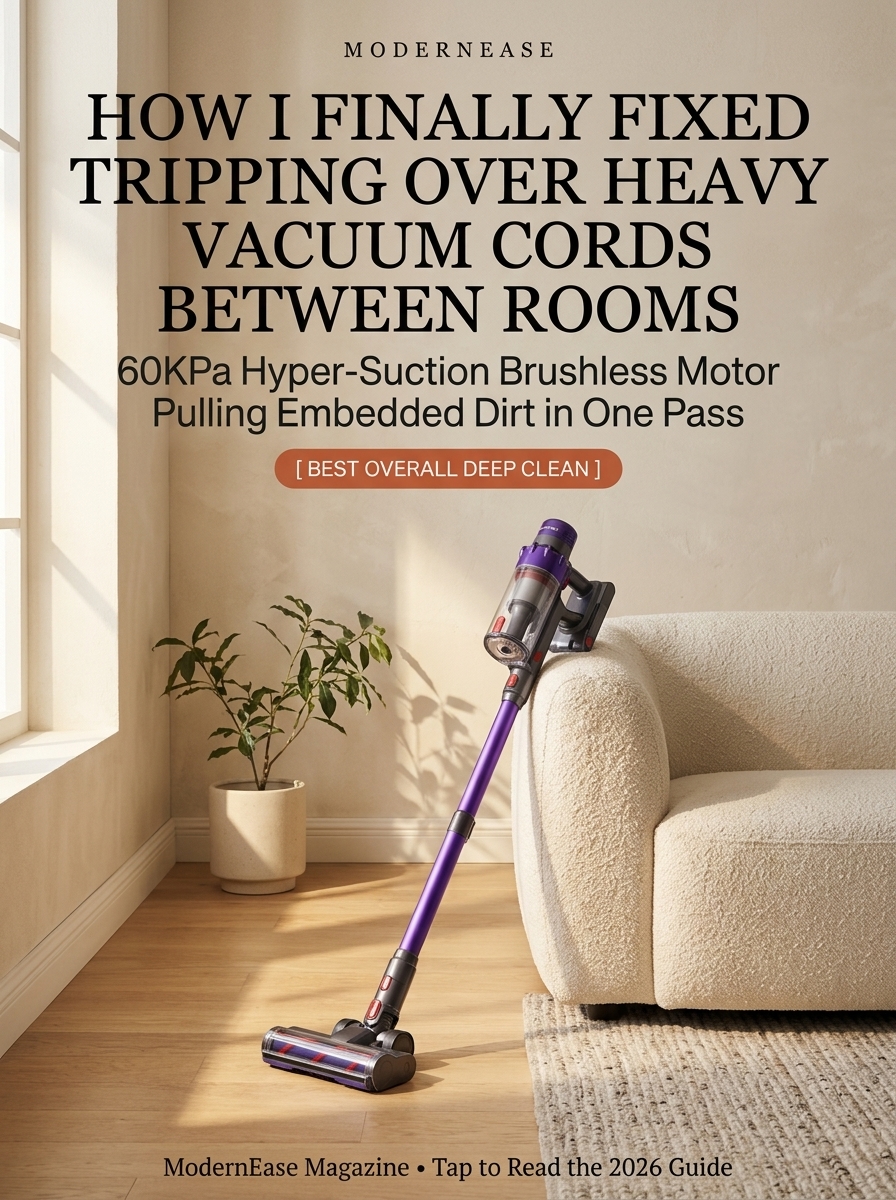 MODERNEASE
HOW I FINALLY FIXED
TRIPPING OVER HEAVY
VACUUM CORDS
BETWEEN ROOMS
60KPa Hyper-Suction Brushless Motor
Pulling Embedded Dirt in One Pass
[ BEST OVERALL DEEP CLEAN ]
ModernEase Magazine • Tap to Read the 2026 Guide